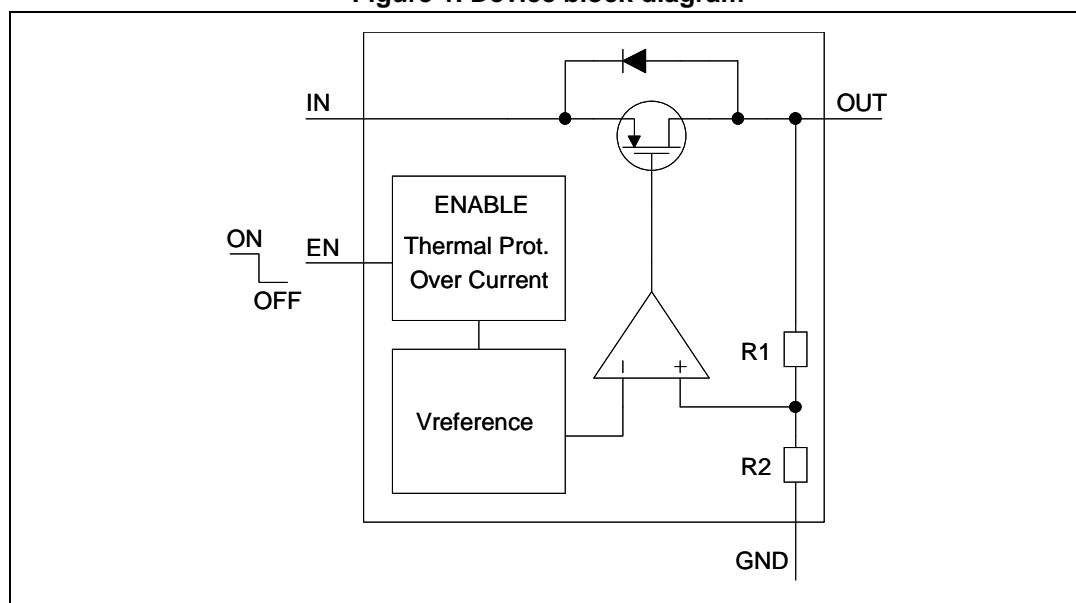 Figure 1. Device block diagram
IN
OUT
ENABLE
Thermal Prot.
Over Current
ON
EN
OFF
R1
Vreference
R2
GND